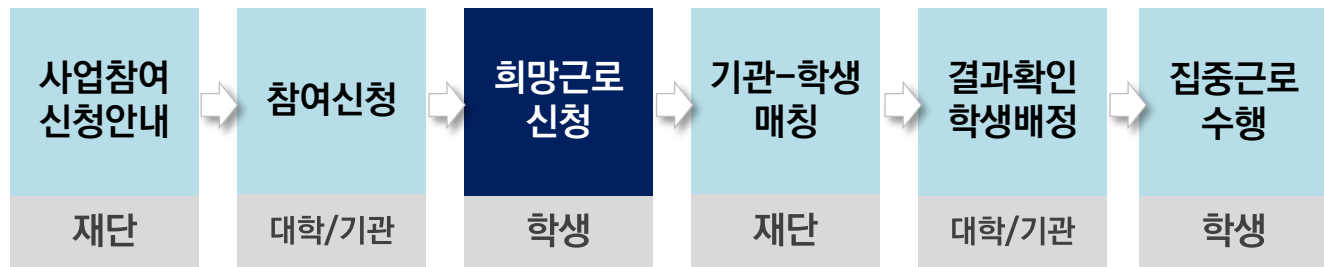 사업참여
신청안내
재단
참여신청
대학/기관
희망근로
신청
학생
기관-학생
매칭
재단
결과확인
학생배정
대학/기관
집중근로
수행
학생